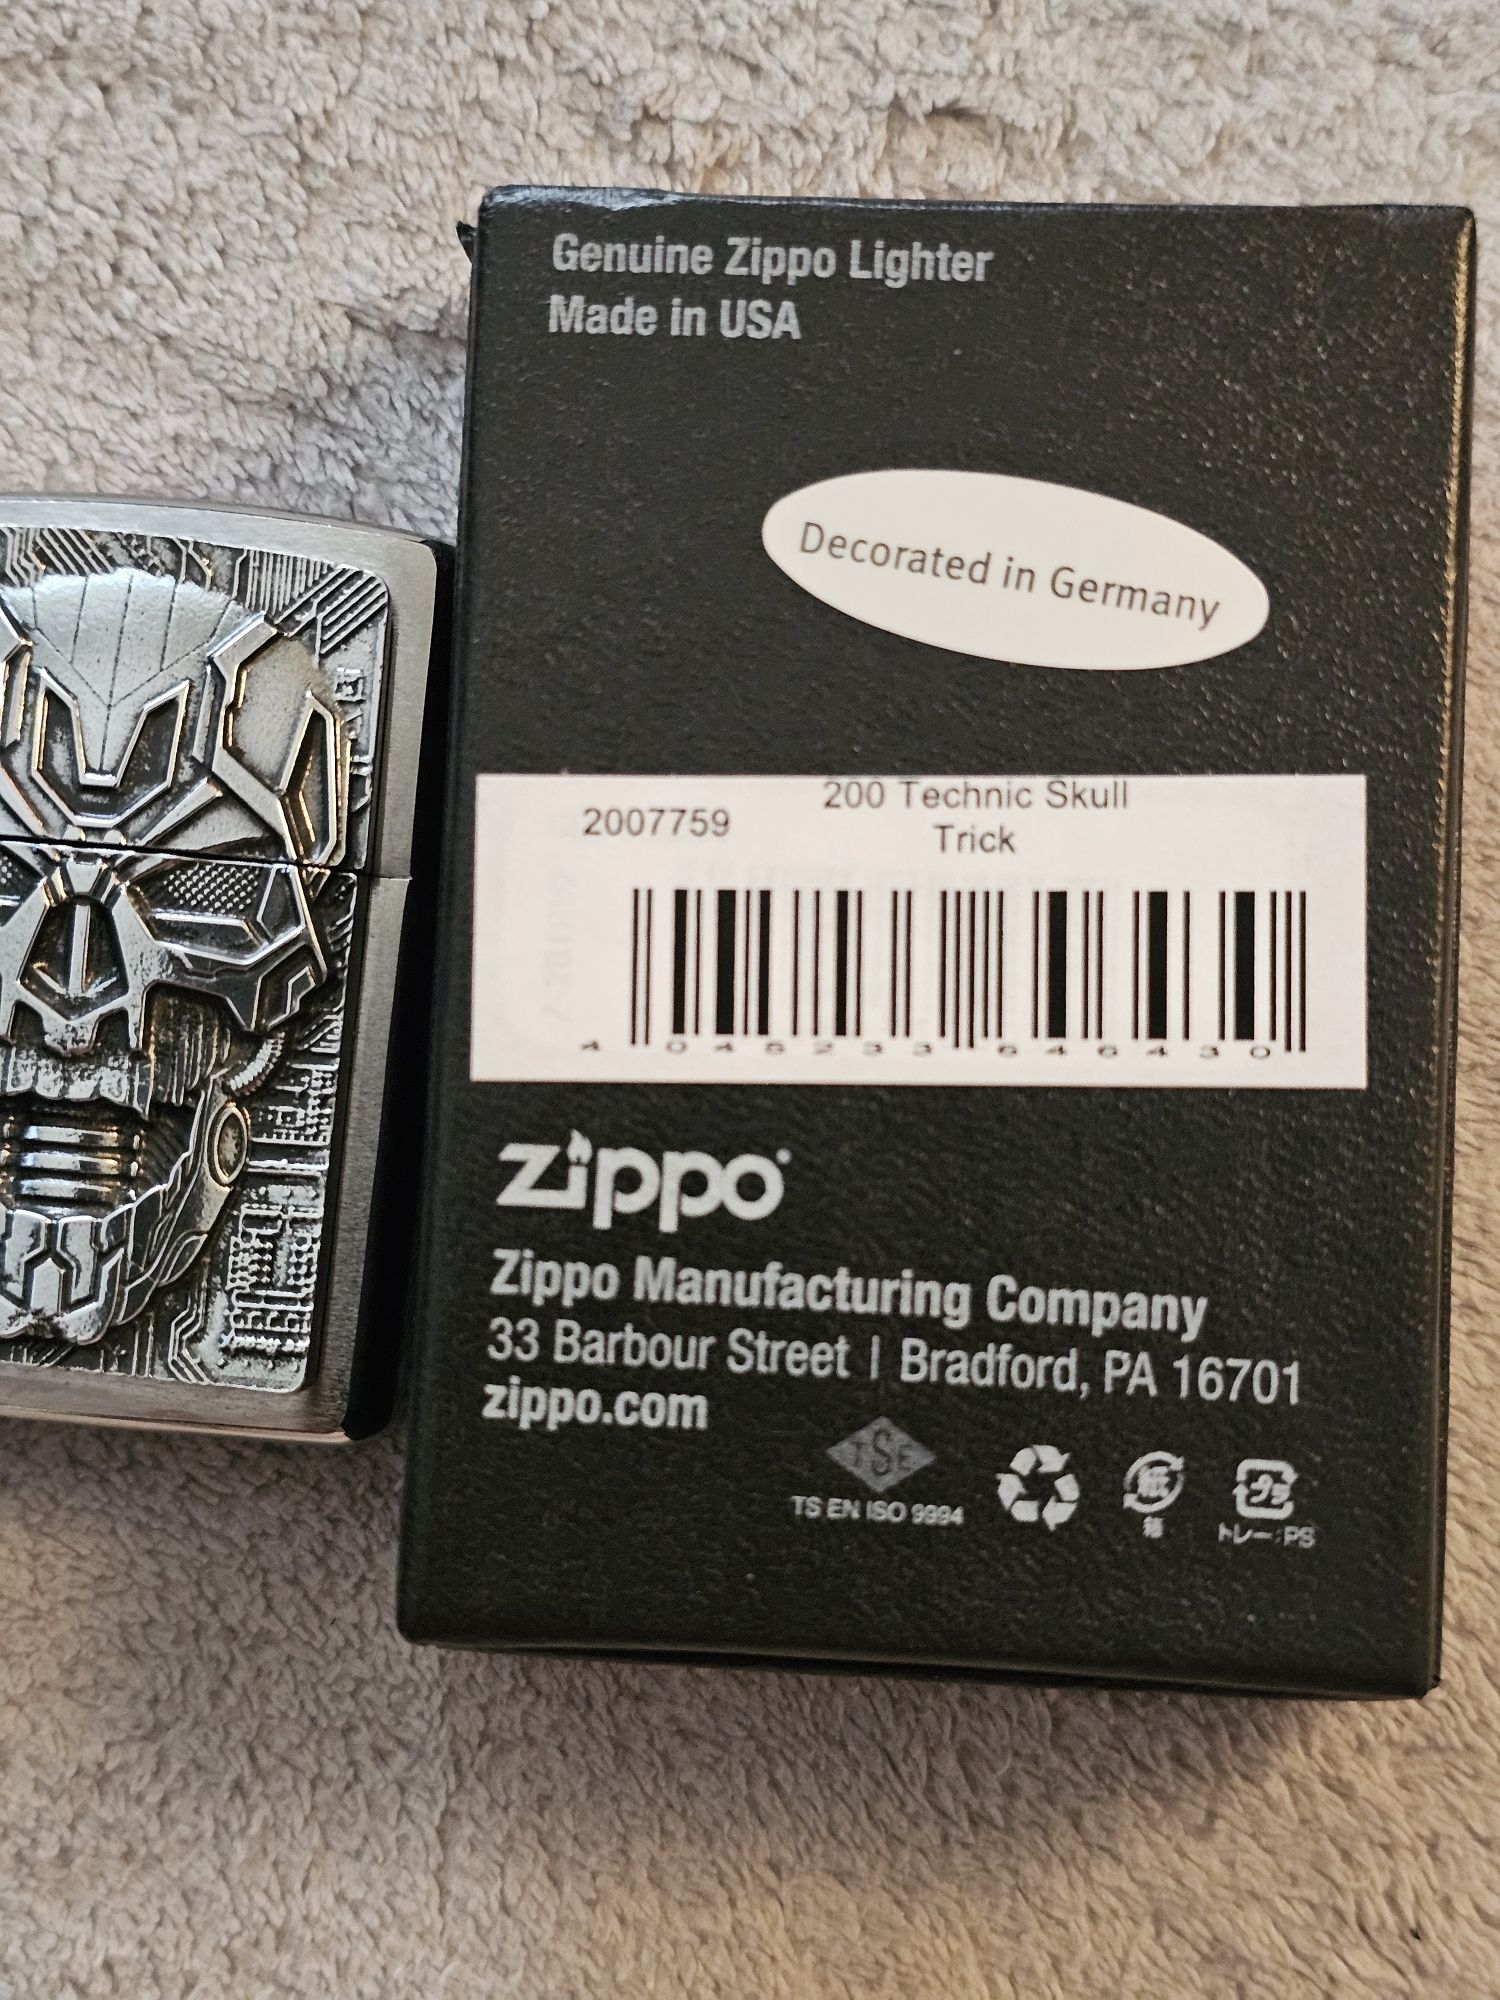 Genuine Zippo Lighter
Made in USA
Decorated in Germany
200 Technic Skull
2007759
Trick
4 045233 646430
zippo
Zippo Manufacturing Company
33 Barbour Street | Bradford, PA 16701
zippo.com
TSE
TS EN ISO 9994
紙
箱
プラ
トレー:PS